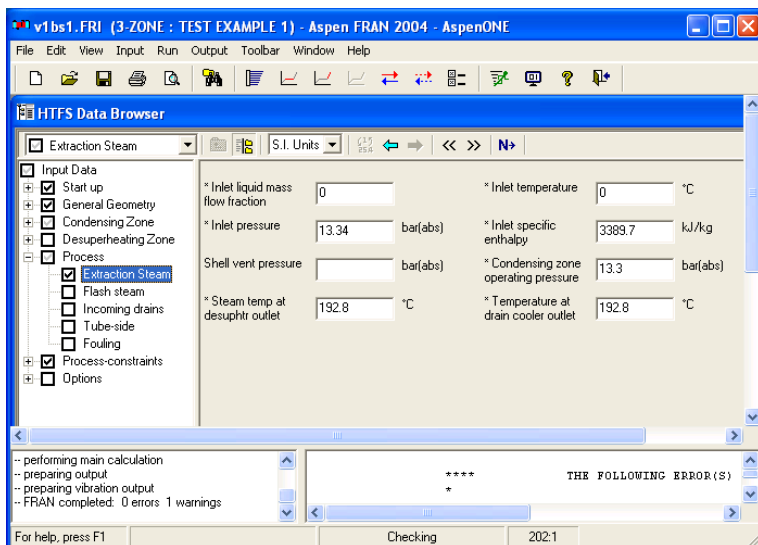 v1bs1.FRI (3-ZONE : TEST EXAMPLE 1) - Aspen FRAN 2004 - AspenONE
File Edit View Input Run Output Toolbar Window Help
HTFS Data Browser
Extraction Steam
S.I. Units
N
Input Data
Start up
General Geometry
Condensing Zone
Desuperheating Zone
Process
Extraction Steam
Flash steam
Incoming drains
Tube-side
Fouling
Process-constraints
Options
* Inlet liquid mass
flow fraction
0
* Inlet temperature
0
°C
* Inlet pressure
13.34
bar(abs)
* Inlet specific
enthalpy
3389.7
kJ/kg
Shell vent pressure
bar(abs)
* Condensing zone
operating pressure
13.3
bar(abs)
* Steam temp at
desuphtr outlet
192.8
°C
* Temperature at
drain cooler outlet
192.8
°C
-- performing main calculation
-- preparing output
-- preparing vibration output
-- FRAN completed: 0 errors 1 warnings
**** THE FOLLOWING ERROR(S)
*
For help, press F1
Checking
202:1